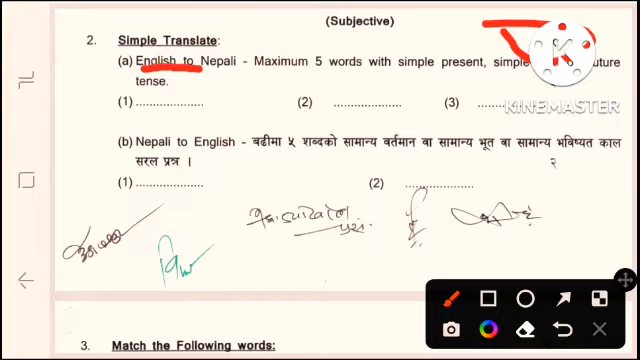 (Subjective)
2. Simple Translate:
(a) English to Nepali - Maximum 5 words with simple present, simple future
tense.
(1) .................... (2) .................... (3)
KINEMASTER
(b) Nepali to English - बढीमा ५ शब्दको सामान्य वर्तमान वा सामान्य भूत वा सामान्य भविष्यत काल
सरल प्रश्न । २
(1) .................... (2) ....................
3. Match the Following words: